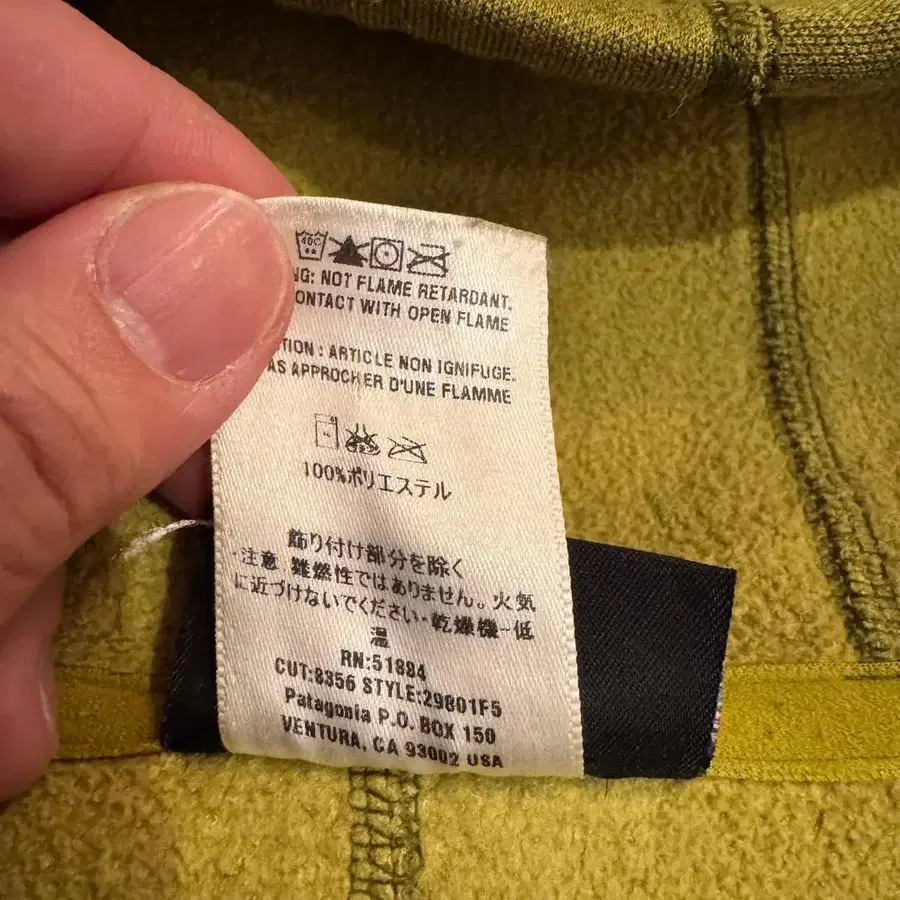 40C
NG: NOT FLAME RETARDANT.
ONTACT WITH OPEN FLAME
TION : ARTICLE NON IGNIFUGE.
AS APPROCHER D'UNE FLAMME
100%ポリエステル
飾り付け部分を除く
・注意 難燃性ではありません。火気
に近づけないでください・乾燥機－低
温
RN:51884
CUT:8356 STYLE:29801F5
Patagonia P.O. BOX 150
VENTURA, CA 93002 USA